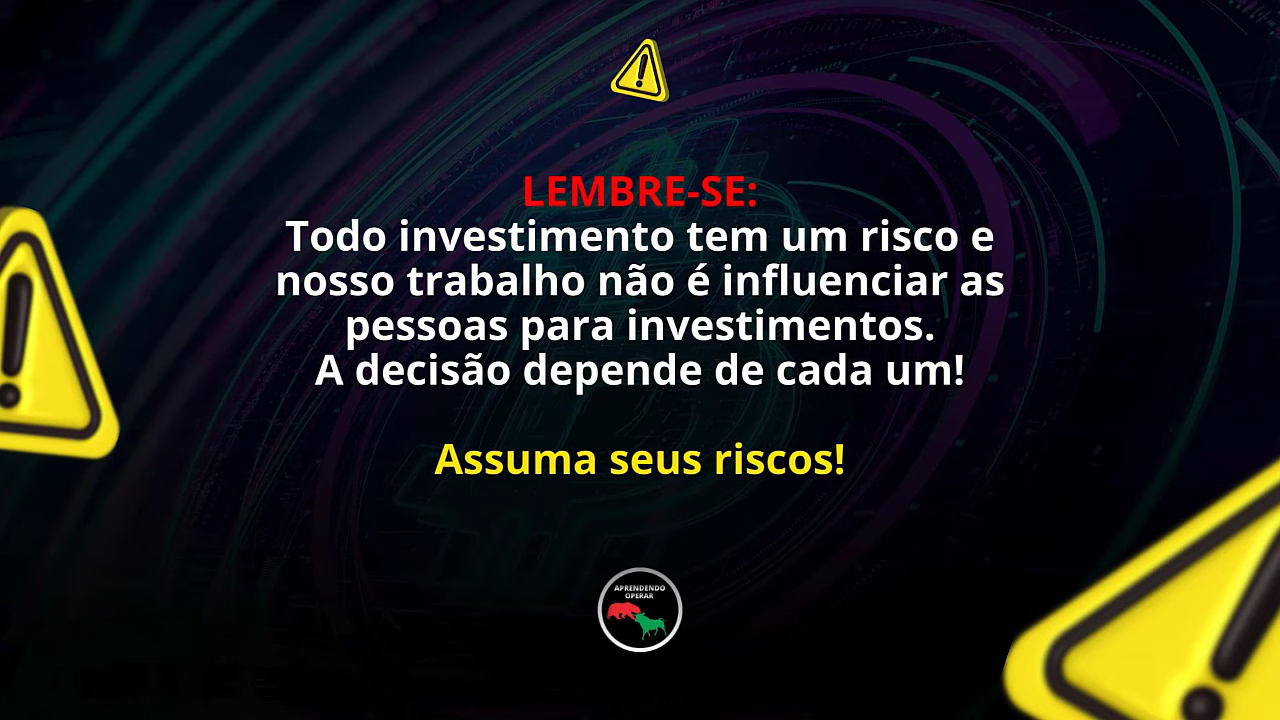 LEMBRE-SE:
Todo investimento tem um risco e
nosso trabalho não é influenciar as
pessoas para investimentos.
A decisão depende de cada um!
Assuma seus riscos!
APRENDENDO
OPERAR